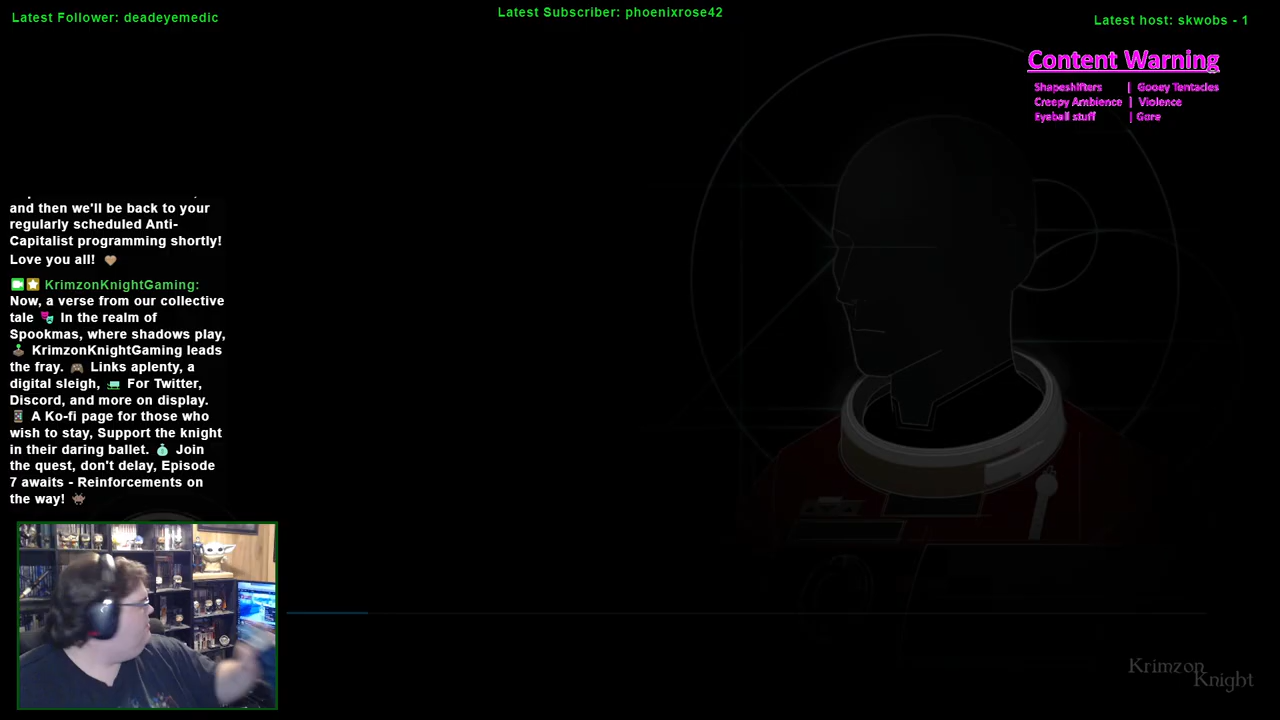 Latest Follower: deadeyemedic
Latest Subscriber: phoenixrose42
Latest host: skwobs - 1
Content Warning
Shapeshifters | Gooey Tentacles
Creepy Ambience | Violence
Eyeball stuff | Gore
and then we'll be back to your
regularly scheduled Anti-
Capitalist programming shortly!
Love you all!
KrimzonKnightGaming:
Now, a verse from our collective
tale 🎭 In the realm of
Spookmas, where shadows play,
🕹️ KrimzonKnightGaming leads
the fray. 🎮 Links aplenty, a
digital sleigh, 🛷 For Twitter,
Discord, and more on display.
📱 A Ko-fi page for those who
wish to stay, Support the knight
in their daring ballet. 💰 Join
the quest, don't delay, Episode
7 awaits - Reinforcements on
the way! 👾
Krimzon
Knight